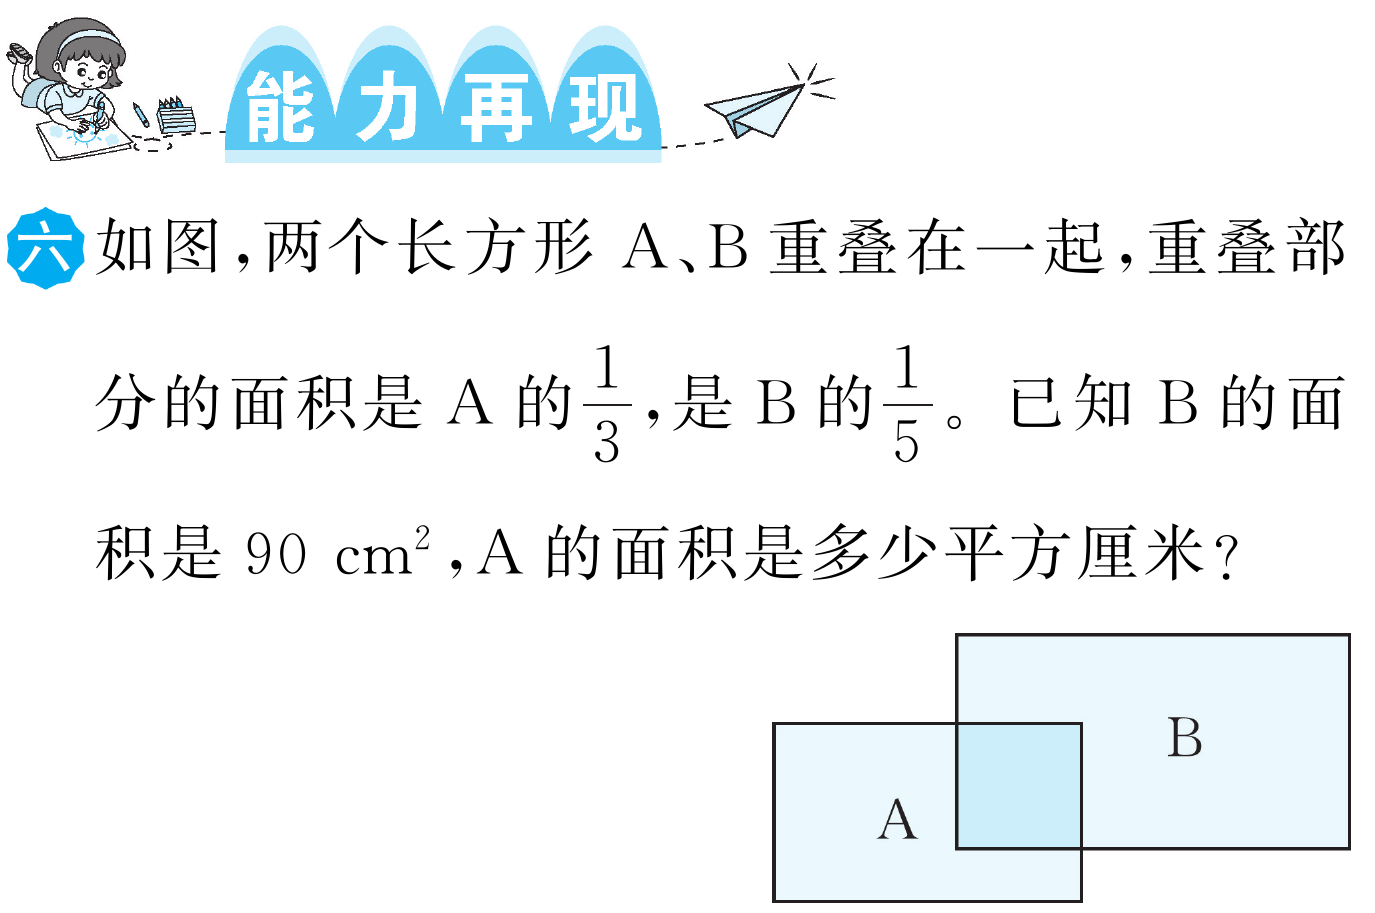 能力再现
六 如图,两个长方形 A、B 重叠在一起,重叠部
分的面积是 A 的 1/3 ,是 B 的 1/5 。已知 B 的面
积是 90 cm² ,A 的面积是多少平方厘米?
B
A